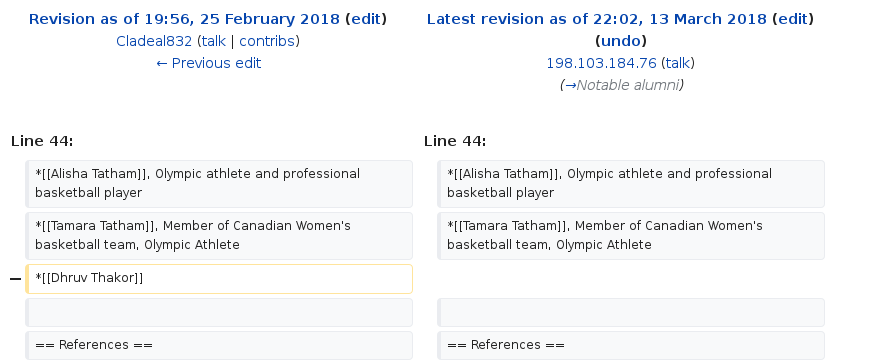 Revision as of 19:56, 25 February 2018 (edit)
Cladeal832 (talk | contribs)
← Previous edit
Latest revision as of 22:02, 13 March 2018 (edit)
(undo)
198.103.184.76 (talk)
(→Notable alumni)
Line 44:
Line 44:
*[[Alisha Tatham]], Olympic athlete and professional
basketball player
*[[Alisha Tatham]], Olympic athlete and professional
basketball player
*[[Tamara Tatham]], Member of Canadian Women's
basketball team, Olympic Athlete
*[[Tamara Tatham]], Member of Canadian Women's
basketball team, Olympic Athlete
− *[[Dhruv Thakor]]
== References ==
== References ==